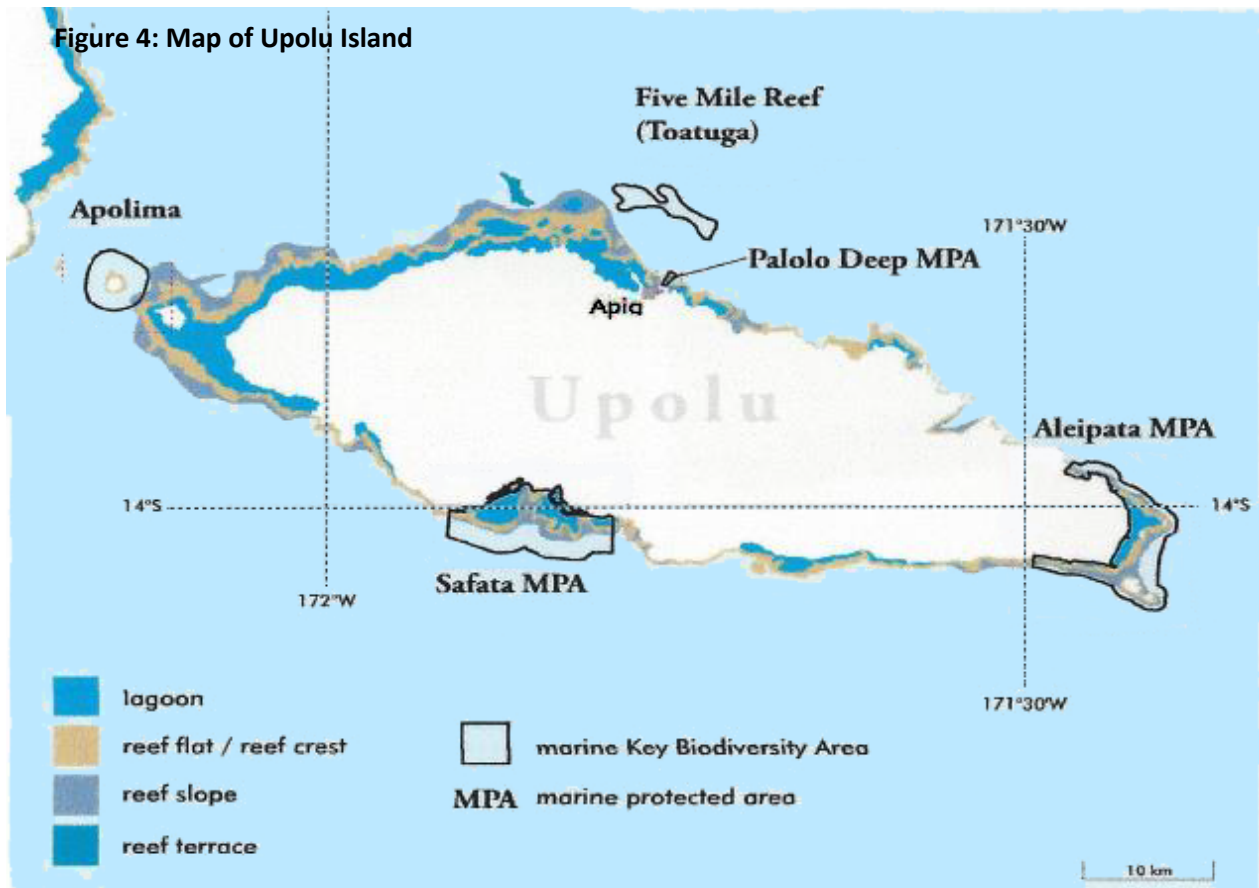 Figure 4: Map of Upolu Island
Five Mile Reef
(Toatuga)
Apolima
171°30'W
Palolo Deep MPA
Apia
Upolu
Aleipata MPA
14°S
14°S
Safata MPA
172°W
171°30'W
lagoon
reef flat / reef crest
reef slope
reef terrace
marine Key Biodiversity Area
MPA marine protected area
10 km